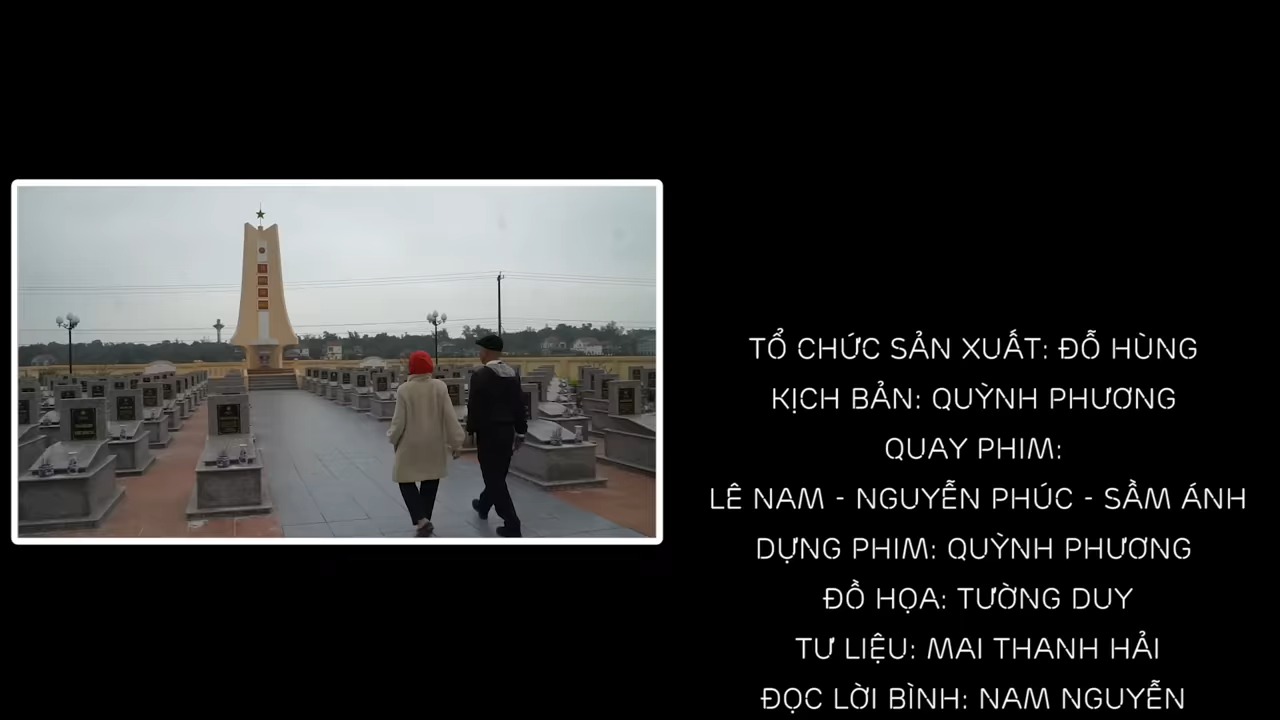 TỔ CHỨC SẢN XUẤT: ĐỖ HÙNG
KỊCH BẢN: QUỲNH PHƯƠNG
QUAY PHIM:
LÊ NAM - NGUYỄN PHÚC - SẦM ÁNH
DỰNG PHIM: QUỲNH PHƯƠNG
ĐỒ HỌA: TƯỜNG DUY
TƯ LIỆU: MAI THANH HẢI
ĐỌC LỜI BÌNH: NAM NGUYỄN